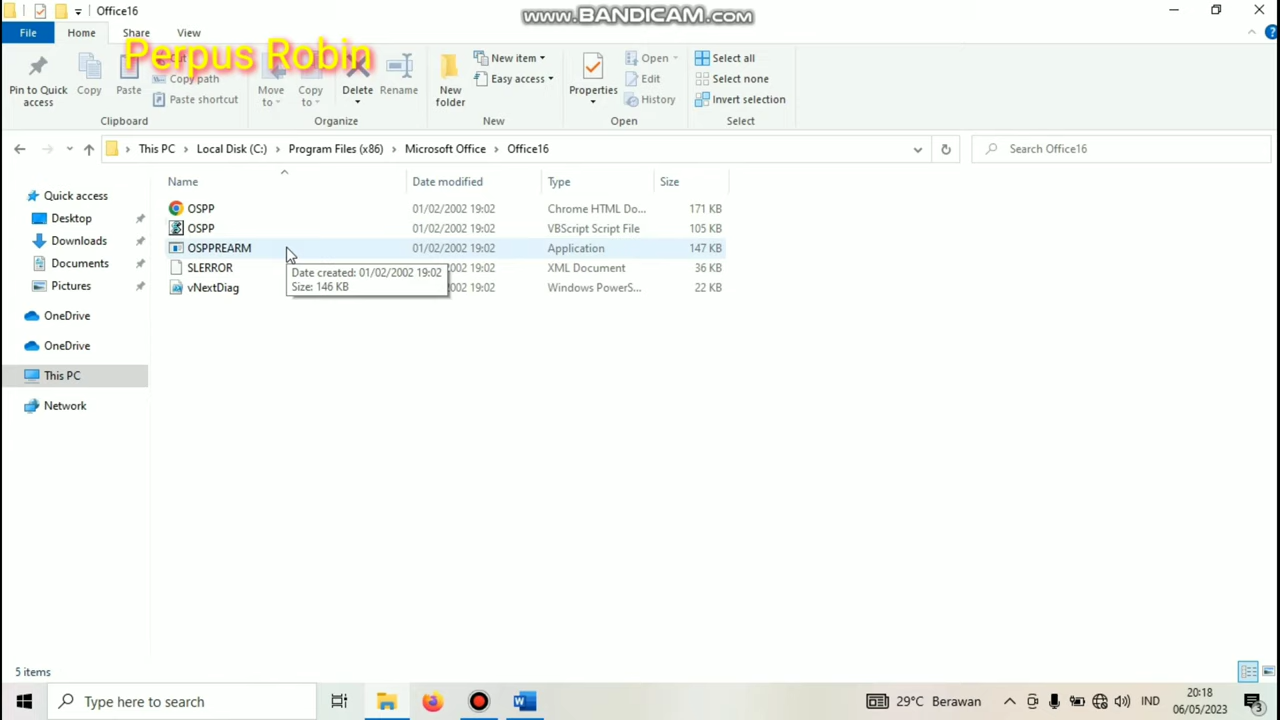 Office16
www.BANDICAM.com
File Home Share View
Perpus Robin
Pin to Quick access
Copy
Paste
Copy path
Paste shortcut
Clipboard
Move to
Copy to
Delete
Rename
Organize
New folder
New item
Easy access
New
Properties
Open
Edit
History
Open
Select all
Select none
Invert selection
Select
This PC Local Disk (C:) Program Files (x86) Microsoft Office Office16
Search Office16
Name Date modified Type Size
OSPP 01/02/2002 19:02 Chrome HTML Do... 171 KB
OSPP 01/02/2002 19:02 VBScript Script File 105 KB
OSPPREARM 01/02/2002 19:02 Application 147 KB
SLERROR 02/2002 19:02 XML Document 36 KB
vNextDiag 02/2002 19:02 Windows PowerS... 22 KB
Date created: 01/02/2002 19:02
Size: 146 KB
Quick access
Desktop
Downloads
Documents
Pictures
OneDrive
OneDrive
This PC
Network
5 items
Type here to search
29°C Berawan
IND
20:18
06/05/2023
3